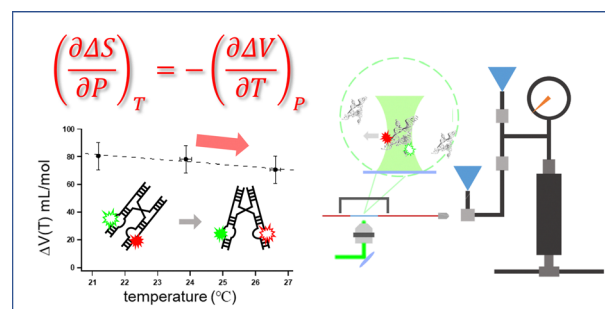 (∂ΔS/∂P)_T = −(∂ΔV/∂T)_P
100
80
60
40
20
0
ΔV(T) mL/mol
21 22 23 24 25 26 27
temperature (℃)